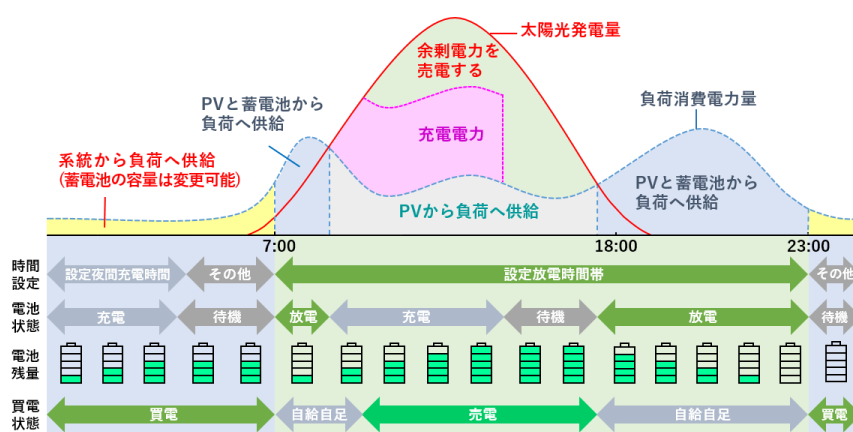 太陽光発電量
余剰電力を
売電する
PVと蓄電池から
負荷へ供給
負荷消費電力量
充電電力
系統から負荷へ供給
(蓄電池の容量は変更可能)
PVと蓄電池から
負荷へ供給
PVから負荷へ供給
7:00
18:00
23:00
時間
設定
設定夜間充電時間
その他
設定放電時間帯
その他
電池
状態
充電
待機
放電
充電
待機
放電
待機
電池
残量
買電
状態
買電
自給自足
売電
自給自足
買電